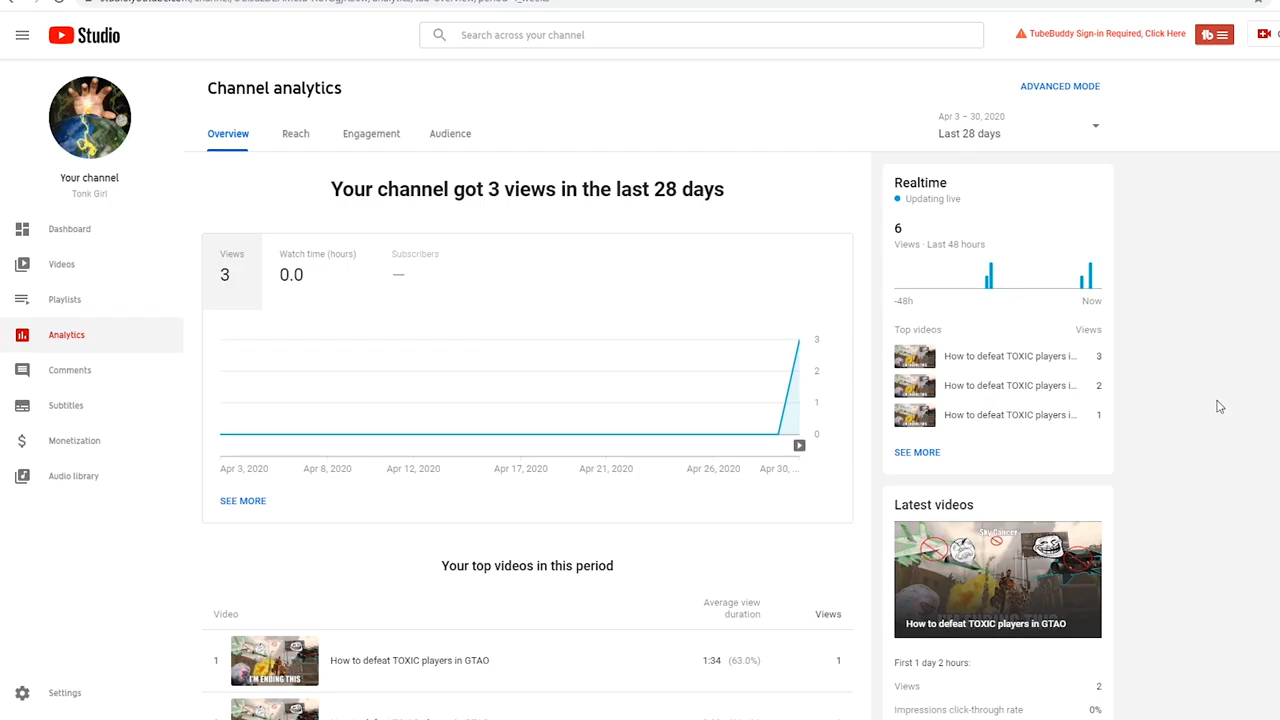 Studio
Search across your channel
TubeBuddy Sign-in Required, Click Here
tb
Channel analytics
ADVANCED MODE
Apr 3 – 30, 2020
Last 28 days
Overview
Reach
Engagement
Audience
Your channel
Tonk Girl
Dashboard
Videos
Playlists
Analytics
Comments
Subtitles
Monetization
Audio library
Settings
Your channel got 3 views in the last 28 days
Views
3
Watch time (hours)
0.0
Subscribers
—
3
2
1
0
Apr 3, 2020
Apr 8, 2020
Apr 12, 2020
Apr 17, 2020
Apr 21, 2020
Apr 26, 2020
Apr 30, ...
SEE MORE
Your top videos in this period
Video
Average view
duration
Views
1
I'M ENDING THIS
How to defeat TOXIC players in GTAO
1:34 (63.0%)
1
Realtime
Updating live
6
Views · Last 48 hours
-48h
Now
Top videos
Views
How to defeat TOXIC players i...
3
How to defeat TOXIC players i...
2
How to defeat TOXIC players i...
1
SEE MORE
Latest videos
How to defeat TOXIC players in GTAO
First 1 day 2 hours:
Views
2
Impressions click-through rate
0%